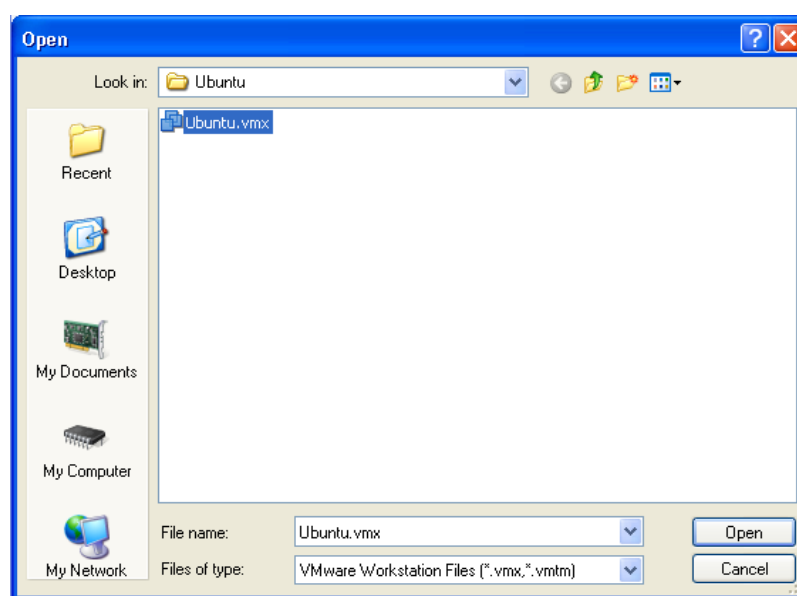 Open
Look in: Ubuntu
Ubuntu.vmx
Recent
Desktop
My Documents
My Computer
My Network
File name: Ubuntu.vmx Open
Files of type: VMware Workstation Files (*.vmx,*.vmtm) Cancel